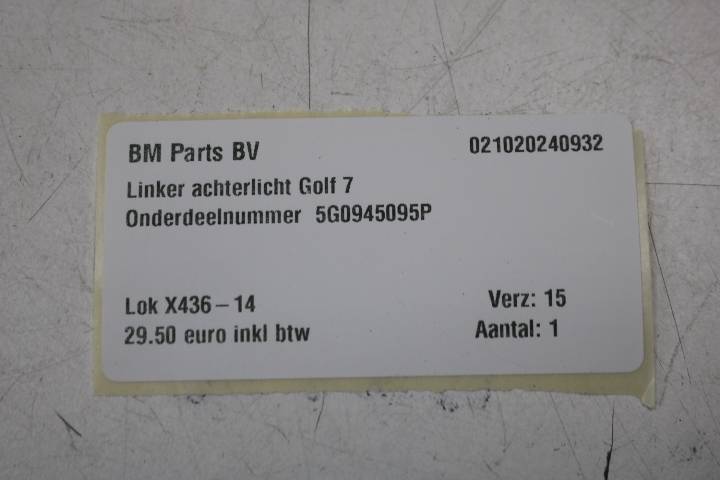 BM Parts BV 021020240932
Linker achterlicht Golf 7
Onderdeelnummer 5G0945095P
Lok X436-14 Verz: 15
29.50 euro inkl btw Aantal: 1